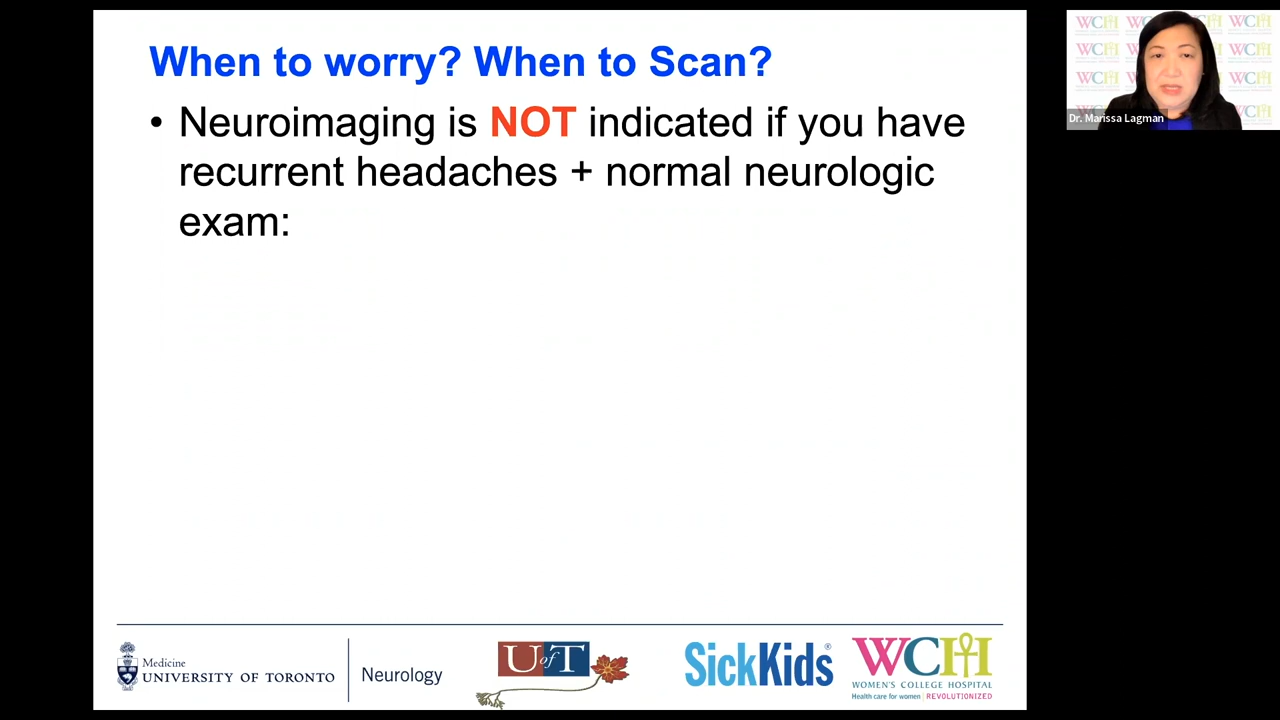 When to worry? When to Scan?
• Neuroimaging is NOT indicated if you have
recurrent headaches + normal neurologic
exam:
Dr. Marissa Lagman
Medicine
UNIVERSITY OF TORONTO
Neurology
UofT
SickKids®
WCH
WOMEN'S COLLEGE HOSPITAL
Health care for women | REVOLUTIONIZED